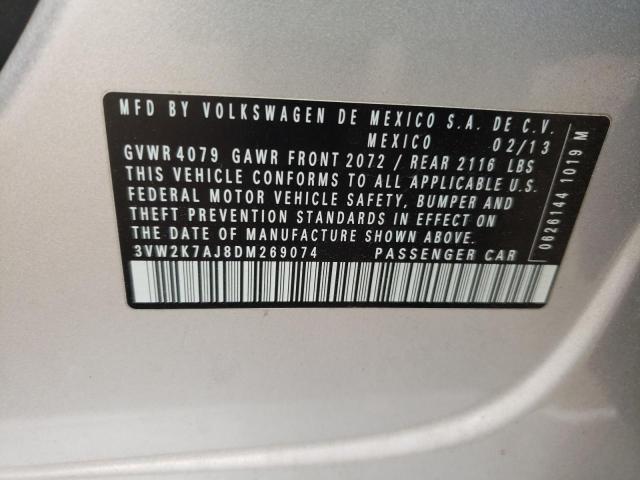 MFD BY VOLKSWAGEN DE MEXICO S.A. DE C.V.
MEXICO 02/13
GVWR 4079 GAWR FRONT 2072 / REAR 2116 LBS
THIS VEHICLE CONFORMS TO ALL APPLICABLE U.S.
FEDERAL MOTOR VEHICLE SAFETY, BUMPER AND
THEFT PREVENTION STANDARDS IN EFFECT ON
THE DATE OF MANUFACTURE SHOWN ABOVE.
3VW2K7AJ8DM269074 PASSENGER CAR
0626144 1019 M